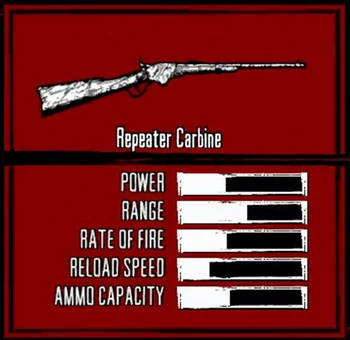 Repeater Carbine
POWER
RANGE
RATE OF FIRE
RELOAD SPEED
AMMO CAPACITY